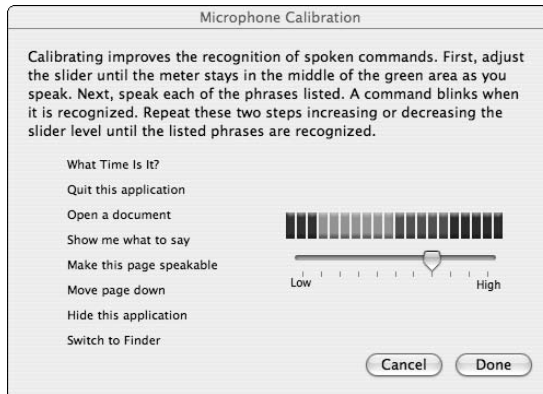 Microphone Calibration
Calibrating improves the recognition of spoken commands. First, adjust
the slider until the meter stays in the middle of the green area as you
speak. Next, speak each of the phrases listed. A command blinks when
it is recognized. Repeat these two steps increasing or decreasing the
slider level until the listed phrases are recognized.
What Time Is It?
Quit this application
Open a document
Show me what to say
Make this page speakable
Move page down
Hide this application
Switch to Finder
Low High
Cancel Done